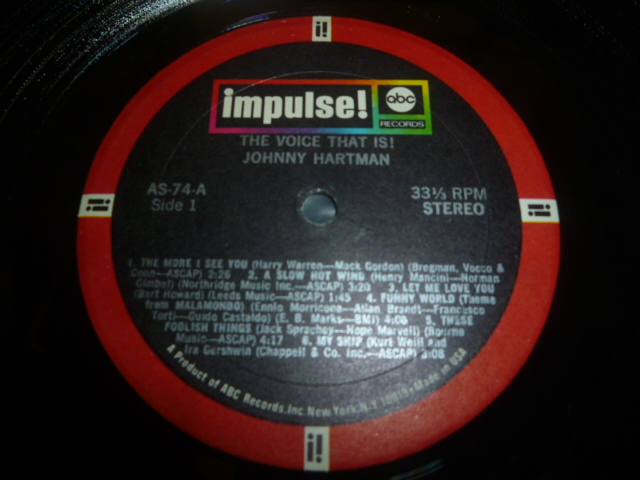 i!
impulse! abc
RECORDS
THE VOICE THAT IS!
JOHNNY HARTMAN
AS-74-A 33⅓ RPM
Side 1 STEREO
i! i!
1. THE MORE I SEE YOU (Harry Warren—Mack Gordon) (Bregman, Vocco &
Conn—ASCAP) 2:26 2. A SLOW HOT WIND (Henry Mancini—Norman
Gimbel) (Northridge Music Inc.—ASCAP) 3:20 3. LET ME LOVE YOU
(Bart Howard) (Leeds Music—ASCAP) 1:45 4. FUNNY WORLD (Theme
from MALAMONDO) (Ennio Morricone—Allan Brandt—Francesco
Torti—Guido Castaldo) (E. B. Marks—BMI) 4:06 5. THESE
FOOLISH THINGS (Jack Strachey—Hope Marvell) (Bourne
Music—ASCAP) 4:17 6. MY SHIP (Kurt Weill and
Ira Gershwin (Chappell & Co. Inc.—ASCAP) 3:08
A Product of ABC Records, Inc. New York, N.Y. 10019 • Made in USA
i!